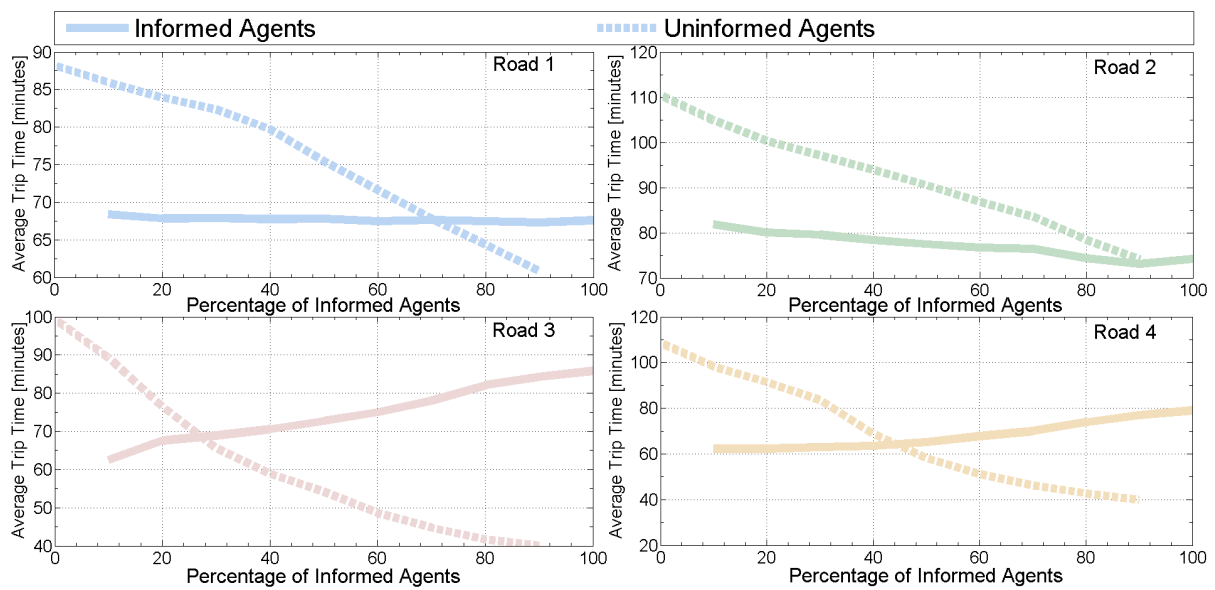 Informed Agents Uninformed Agents
Road 1
Average Trip Time [minutes]
90
85
80
75
70
65
60
0 20 40 60 80 100
Percentage of Informed Agents
Road 2
Average Trip Time [minutes]
120
110
100
90
80
70
0 20 40 60 80 100
Percentage of Informed Agents
Road 3
Average Trip Time [minutes]
100
90
80
70
60
50
40
0 20 40 60 80 100
Percentage of Informed Agents
Road 4
Average Trip Time [minutes]
120
100
80
60
40
20
0 20 40 60 80 100
Percentage of Informed Agents